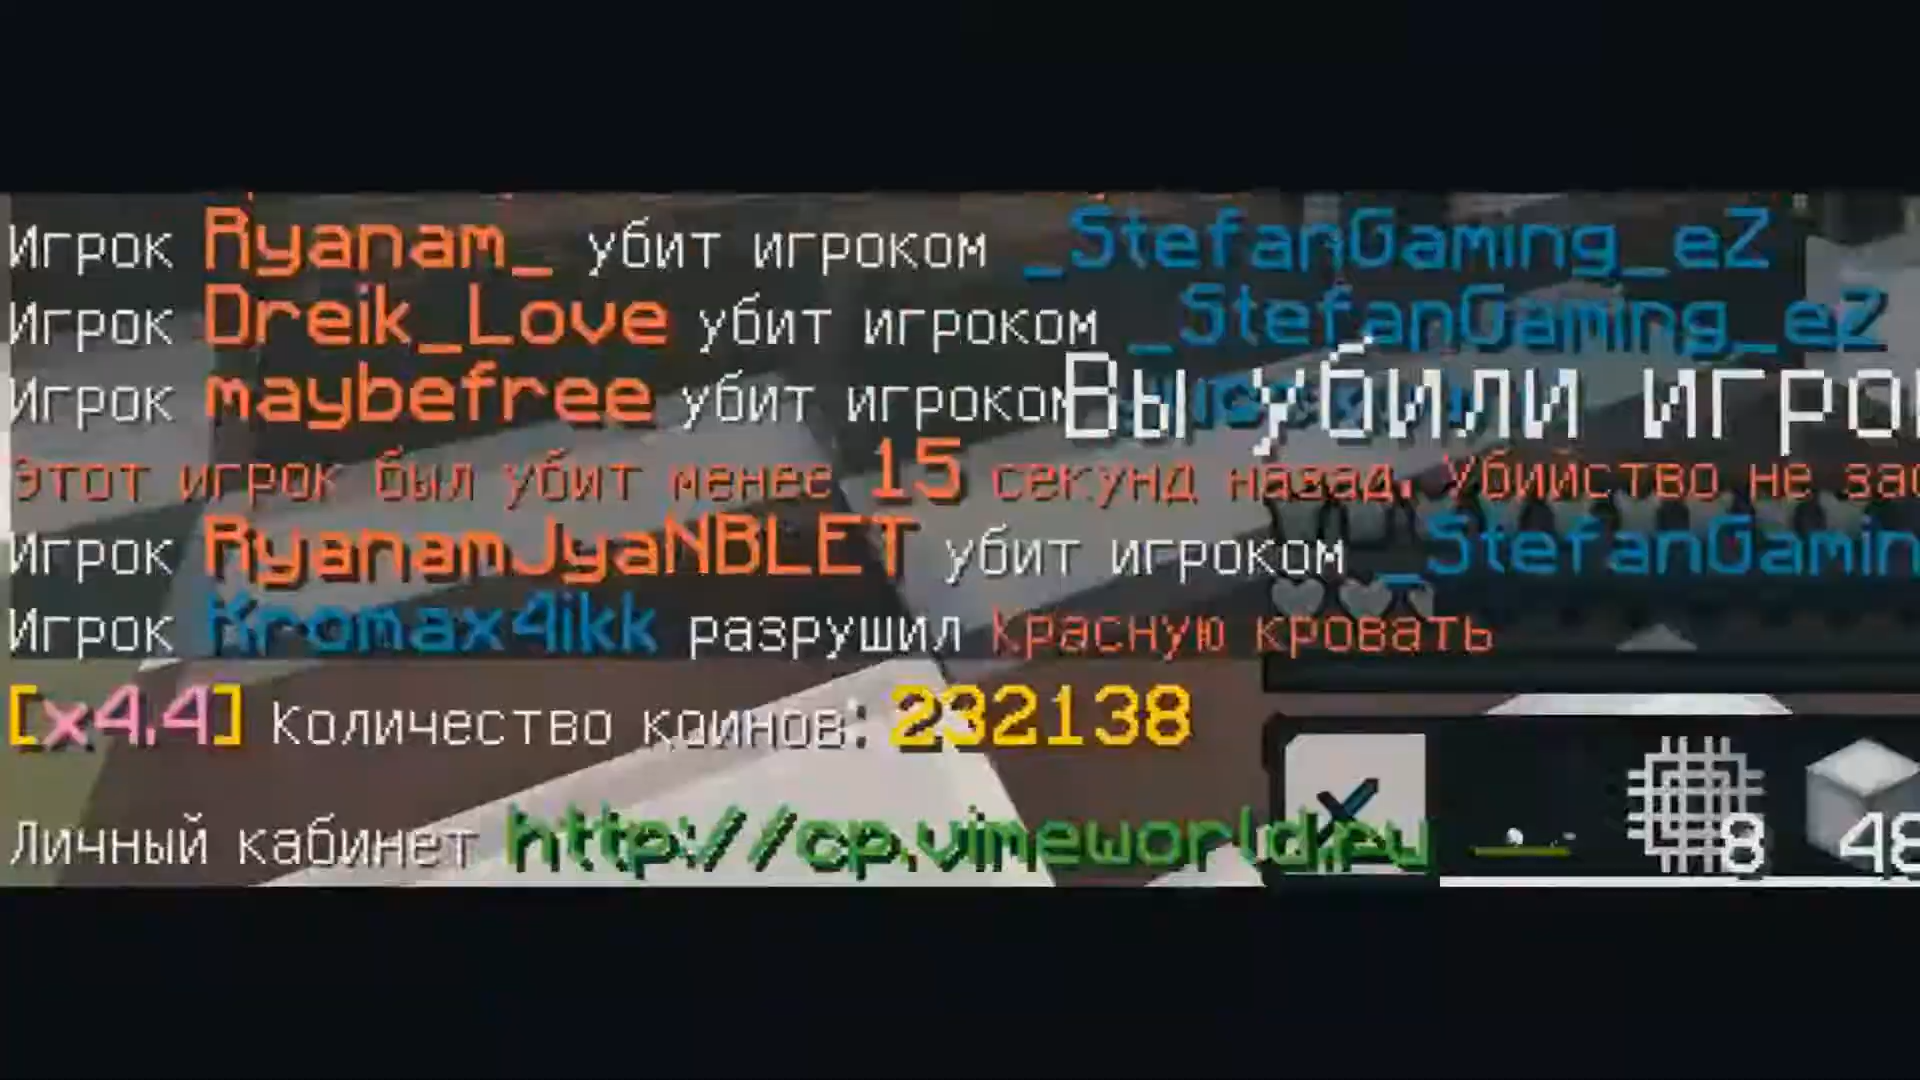 Игрок Ryanam_ убит игроком _StefanGaming_eZ
Игрок Dreik_Love убит игроком _StefanGaming_eZ
Игрок maybefree убит игроком
Вы убили игро
Этот игрок был убит менее 15 секунд назад. Убийство не зас
Игрок RyanamJyaNBLET убит игроком _StefanGamin
Игрок Kromax4ikk разрушил Красную кровать
[x4.4] Количество коинов: 232138
8
48
Личный кабинет http://cp.vimeworld.ru